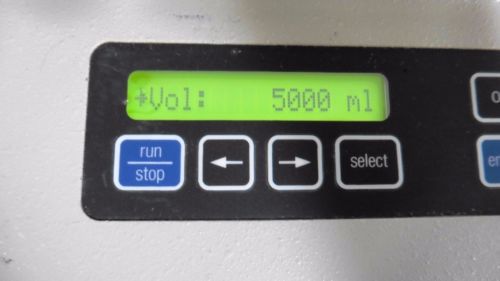 →Vol: 5000 ml
run
stop
← → select